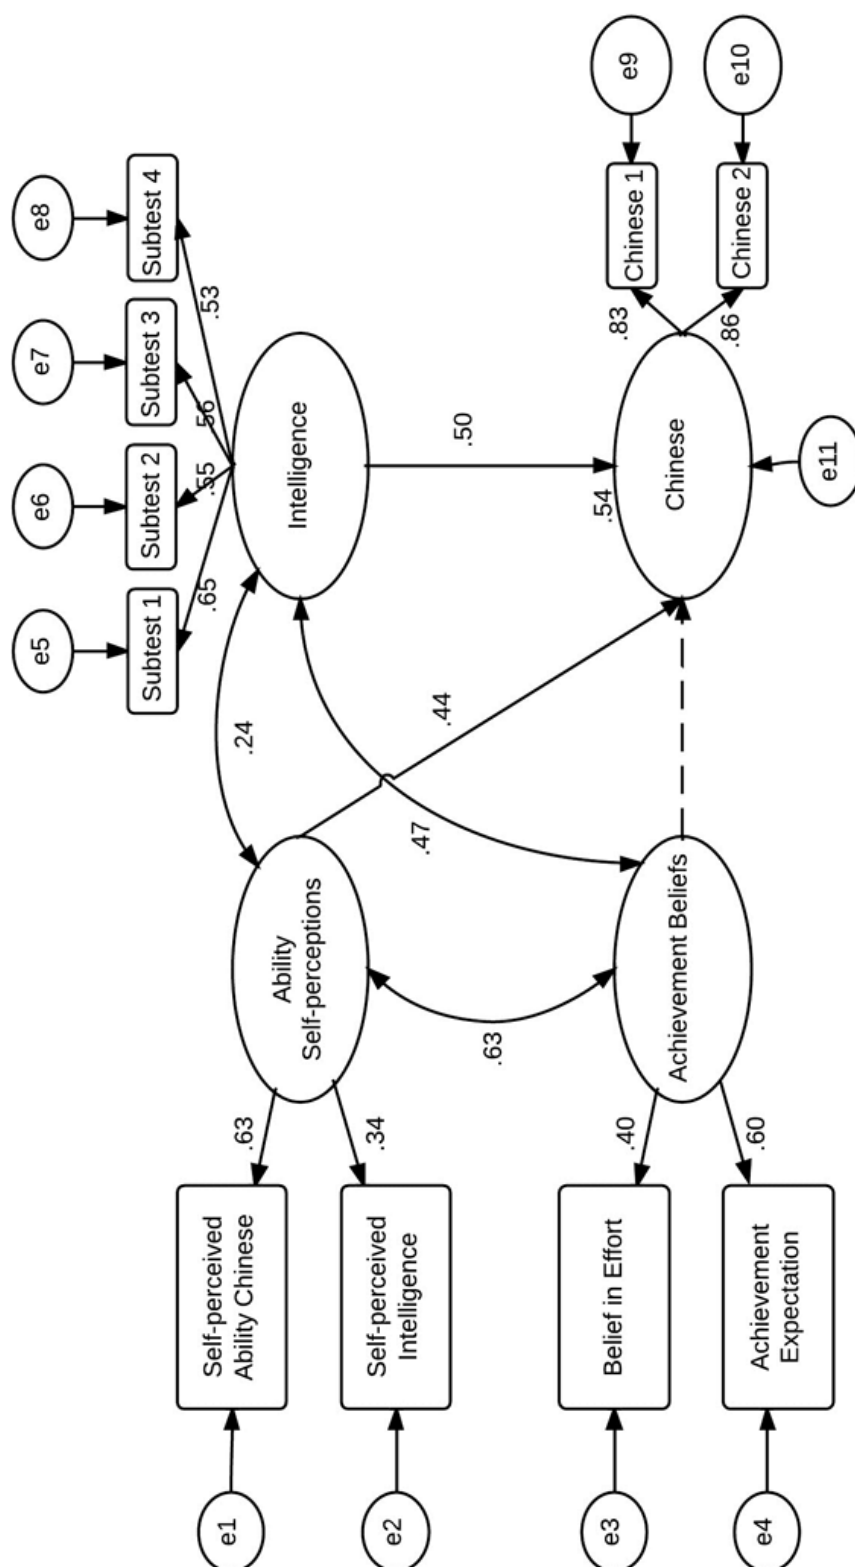 e5
e6
e7
e8
Subtest 1
Subtest 2
Subtest 3
Subtest 4
.65
.55
.56
.53
e1
Self-perceived
Ability Chinese
.63
Ability
Self-perceptions
.24
Intelligence
e2
Self-perceived
Intelligence
.34
.44
.50
.63
.47
e3
Belief in Effort
.40
Achievement Beliefs
.54
Chinese
.83
Chinese 1
e9
.86
Chinese 2
e10
e4
Achievement
Expectation
.60
e11